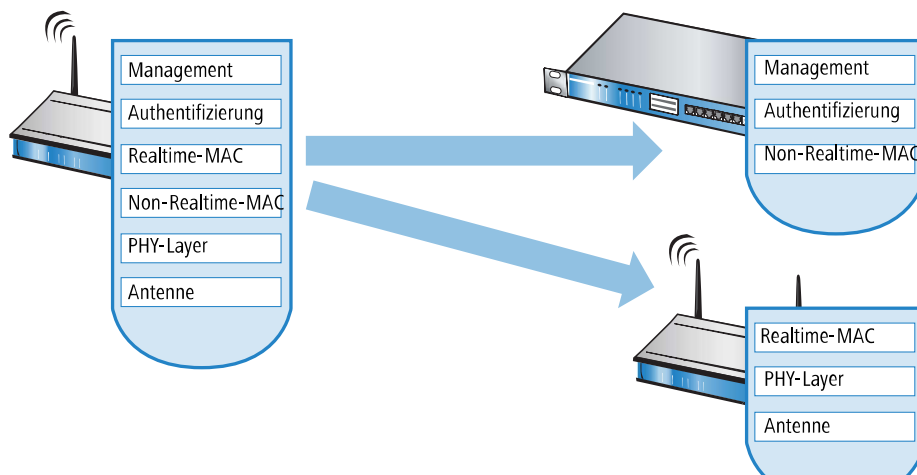 Management
Authentifizierung
Realtime-MAC
Non-Realtime-MAC
PHY-Layer
Antenne
Management
Authentifizierung
Non-Realtime-MAC
Realtime-MAC
PHY-Layer
Antenne